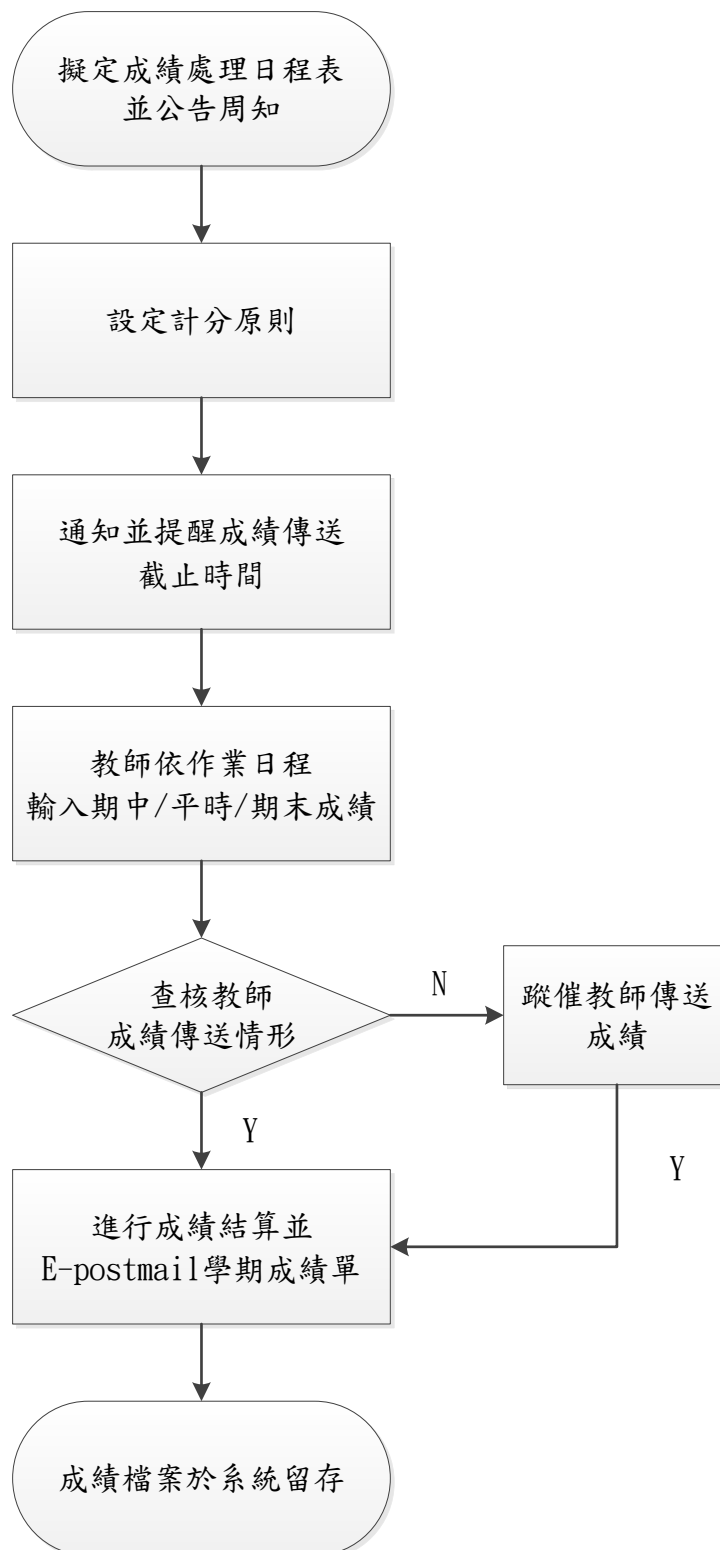 擬定成績處理日程表
並公告周知
設定計分原則
通知並提醒成績傳送
截止時間
教師依作業日程
輸入期中/平時/期末成績
查核教師
成績傳送情形
N
蹤催教師傳送
成績
Y
Y
進行成績結算並
E-postmail學期成績單
成績檔案於系統留存